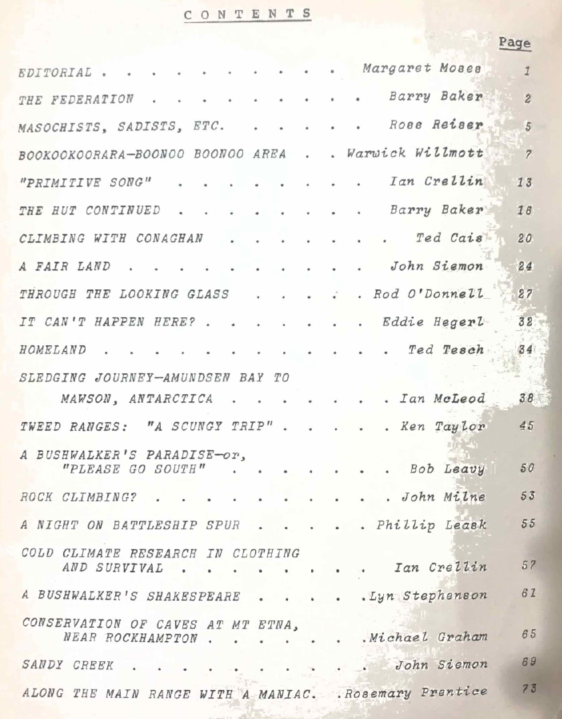 CONTENTS
Page
EDITORIAL . . . . . . . . . . Margaret Moses 1
THE FEDERATION . . . . . . . . . Barry Baker 2
MASOCHISTS, SADISTS, ETC. . . . . . Rose Reiser 5
BOOKOOKOORARA—BOONOO BOONOO AREA . . Warwick Willmott 7
"PRIMITIVE SONG" . . . . . . . . Ian Crellin 13
THE HUT CONTINUED . . . . . . . . Barry Baker 16
CLIMBING WITH CONAGHAN . . . . . . . Ted Cais 20
A FAIR LAND . . . . . . . . . . John Siemon 24
THROUGH THE LOOKING GLASS . . . . . Rod O'Donnell 27
IT CAN'T HAPPEN HERE? . . . . . . . Eddie Hegerl 32
HOMELAND . . . . . . . . . . . . Ted Tesch 34
SLEDGING JOURNEY—AMUNDSEN BAY TO
MAWSON, ANTARCTICA . . . . . . . Ian McLeod 38
TWEED RANGES: "A SCUNGY TRIP" . . . . . Ken Taylor 45
A BUSHWALKER'S PARADISE—or,
"PLEASE GO SOUTH" . . . . . . . Bob Leavy 50
ROCK CLIMBING? . . . . . . . . . . John Milne 53
A NIGHT ON BATTLESHIP SPUR . . . . . Phillip Leask 55
COLD CLIMATE RESEARCH IN CLOTHING
AND SURVIVAL . . . . . . . . Ian Crellin 57
A BUSHWALKER'S SHAKESPEARE . . . . .Lyn Stephenson 61
CONSERVATION OF CAVES AT MT ETNA,
NEAR ROCKHAMPTON . . . . . . .Michael Graham 65
SANDY CREEK . . . . . . . . . . John Siemon 69
ALONG THE MAIN RANGE WITH A MANIAC. .Rosemary Prentice 73